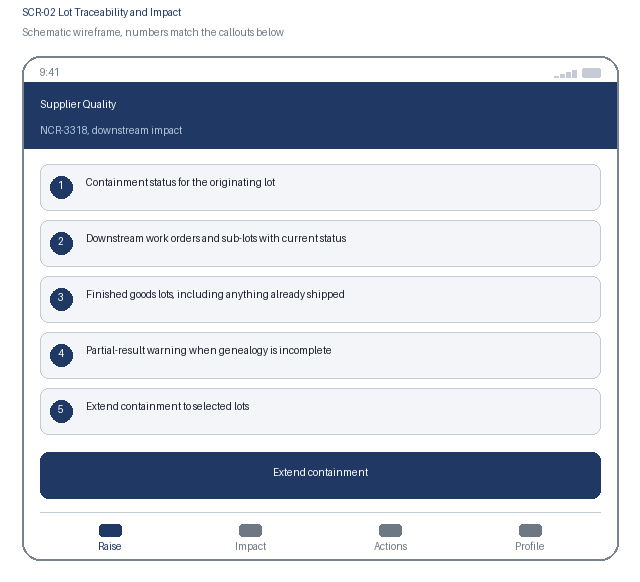 SCR-02 Lot Traceability and Impact
Schematic wireframe, numbers match the callouts below
9:41
Supplier Quality
NCR-3318, downstream impact
1 Containment status for the originating lot
2 Downstream work orders and sub-lots with current status
3 Finished goods lots, including anything already shipped
4 Partial-result warning when genealogy is incomplete
5 Extend containment to selected lots
Extend containment
Raise Impact Actions Profile